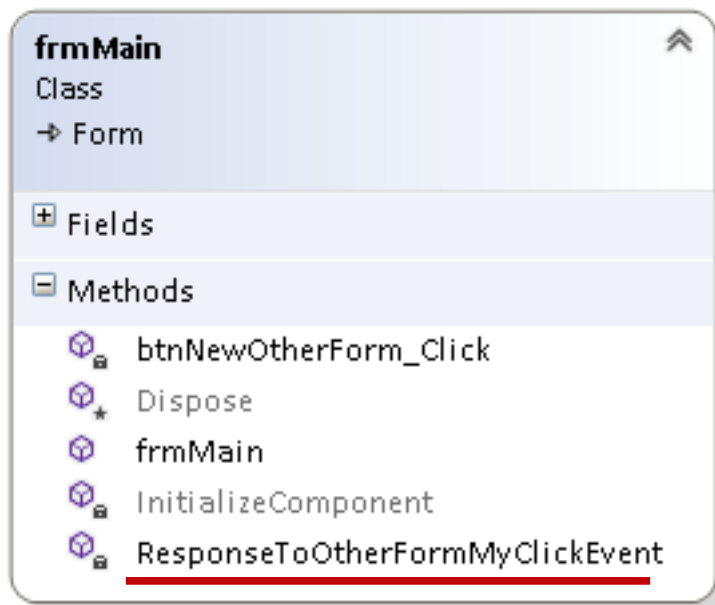 frmMain
Class
Form
Fields
Methods
btnNewOtherForm_Click
Dispose
frmMain
InitializeComponent
ResponseToOtherFormMyClickEvent